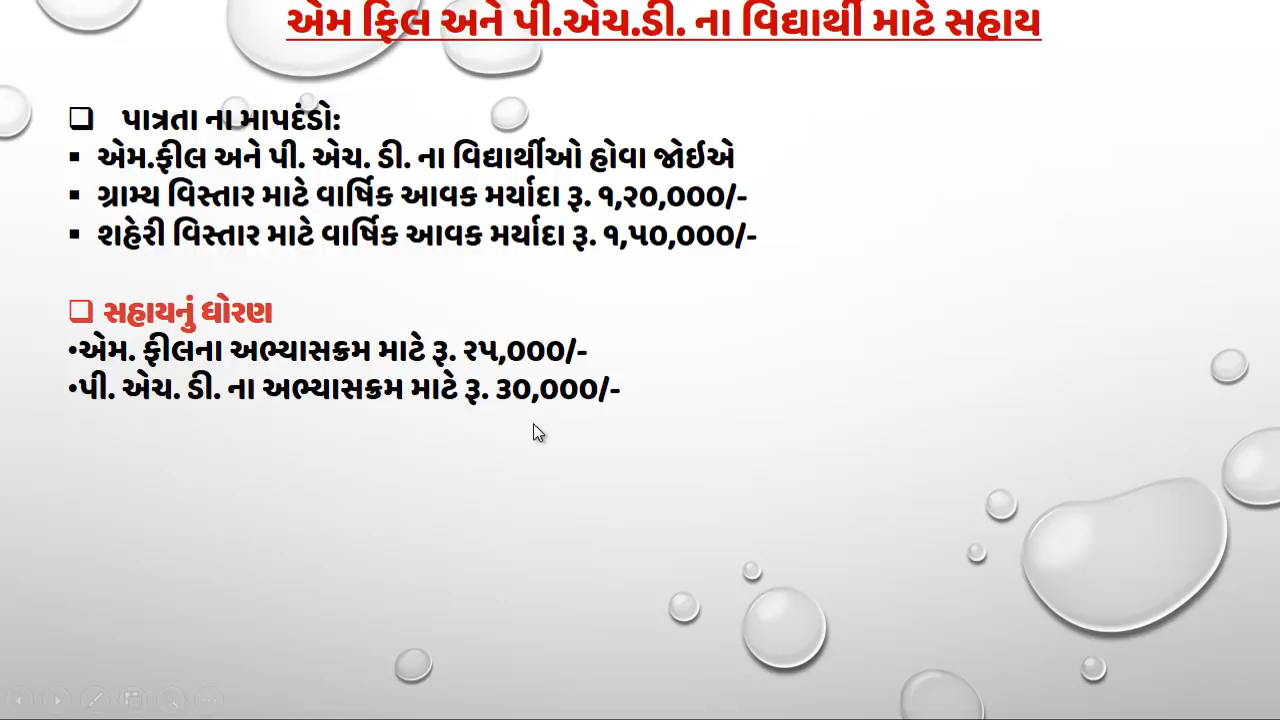 એમ ફિલ અને પી.એચ.ડી. ના વિદ્યાર્થી માટે સહાય
❑ પાત્રતા ના માપદંડો:
▪ એમ.ફીલ અને પી. એચ. ડી. ના વિદ્યાર્થીઓ હોવા જોઇએ
▪ ગ્રામ્ય વિસ્તાર માટે વાર્ષિક આવક મર્યાદા રૂ. ૧,૨૦,૦૦૦/-
▪ શહેરી વિસ્તાર માટે વાર્ષિક આવક મર્યાદા રૂ. ૧,૫૦,૦૦૦/-
❑ સહાયનું ધોરણ
•એમ. ફીલના અભ્યાસક્રમ માટે રૂ. ૨૫,૦૦૦/-
•પી. એચ. ડી. ના અભ્યાસક્રમ માટે રૂ. 30,000/-